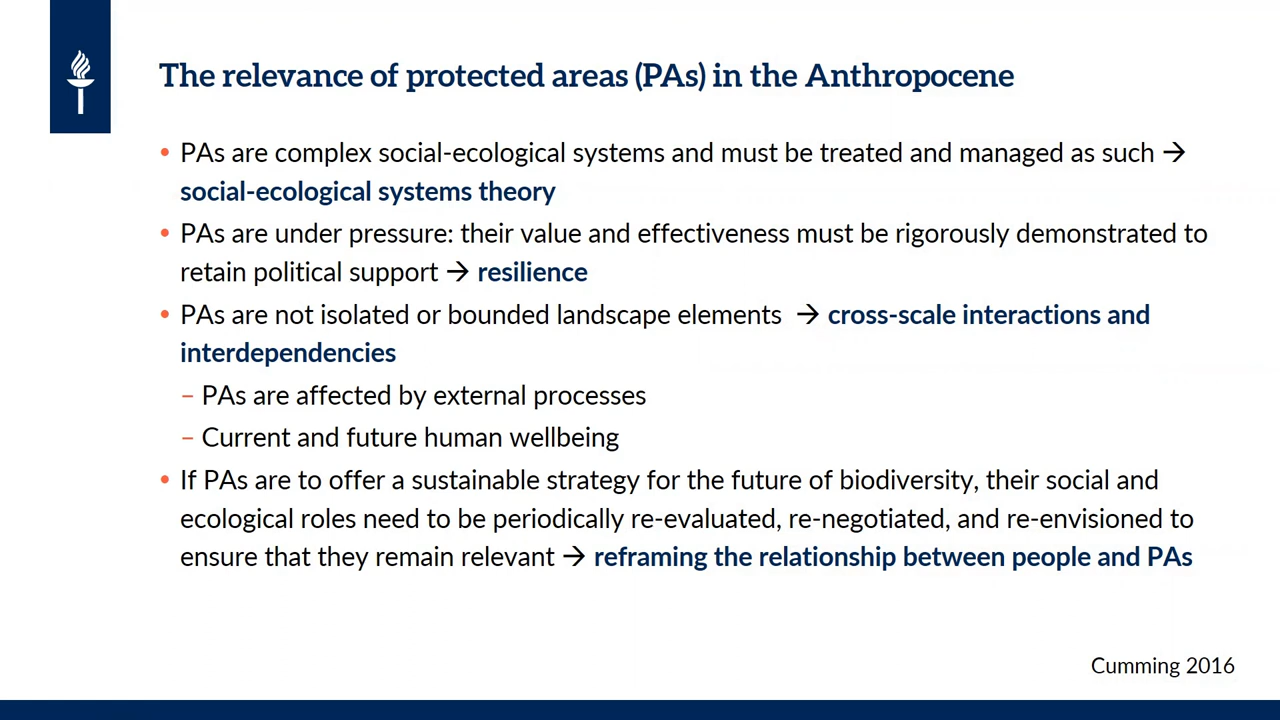 The relevance of protected areas (PAs) in the Anthropocene
• PAs are complex social-ecological systems and must be treated and managed as such →
social-ecological systems theory
• PAs are under pressure: their value and effectiveness must be rigorously demonstrated to
retain political support → resilience
• PAs are not isolated or bounded landscape elements → cross-scale interactions and
interdependencies
– PAs are affected by external processes
– Current and future human wellbeing
• If PAs are to offer a sustainable strategy for the future of biodiversity, their social and
ecological roles need to be periodically re-evaluated, re-negotiated, and re-envisioned to
ensure that they remain relevant → reframing the relationship between people and PAs
Cumming 2016